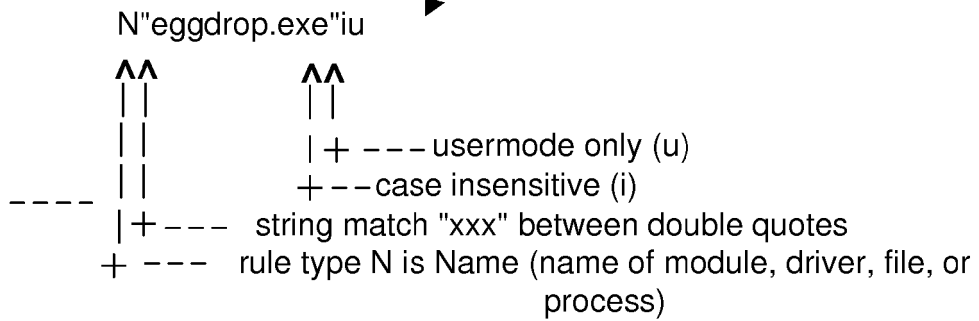 N"eggdrop.exe"iu
^^ ^^
| | | |
| | | + --- usermode only (u)
| | + -- case insensitive (i)
---- | + --- string match "xxx" between double quotes
+ --- rule type N is Name (name of module, driver, file, or
process)